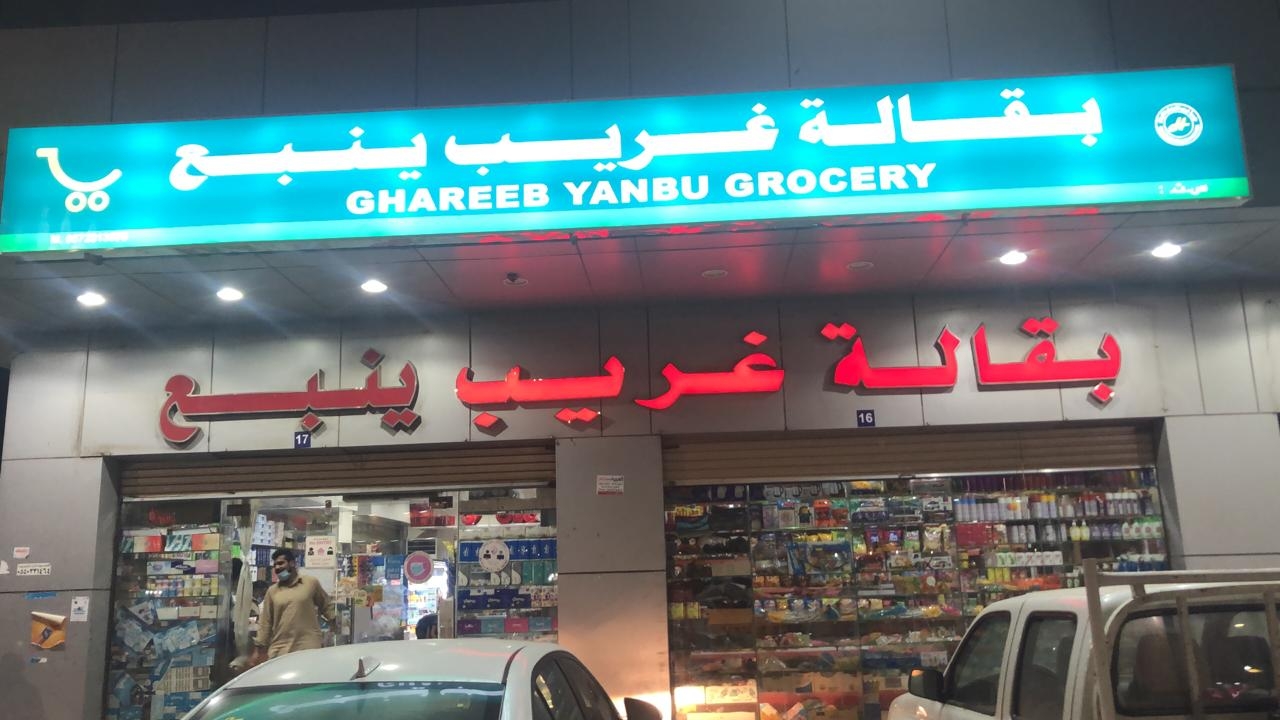 بقالة غريب ينبع
GHAREEB YANBU GROCERY
س.ت :
بقالة غريب ينبع
17
16